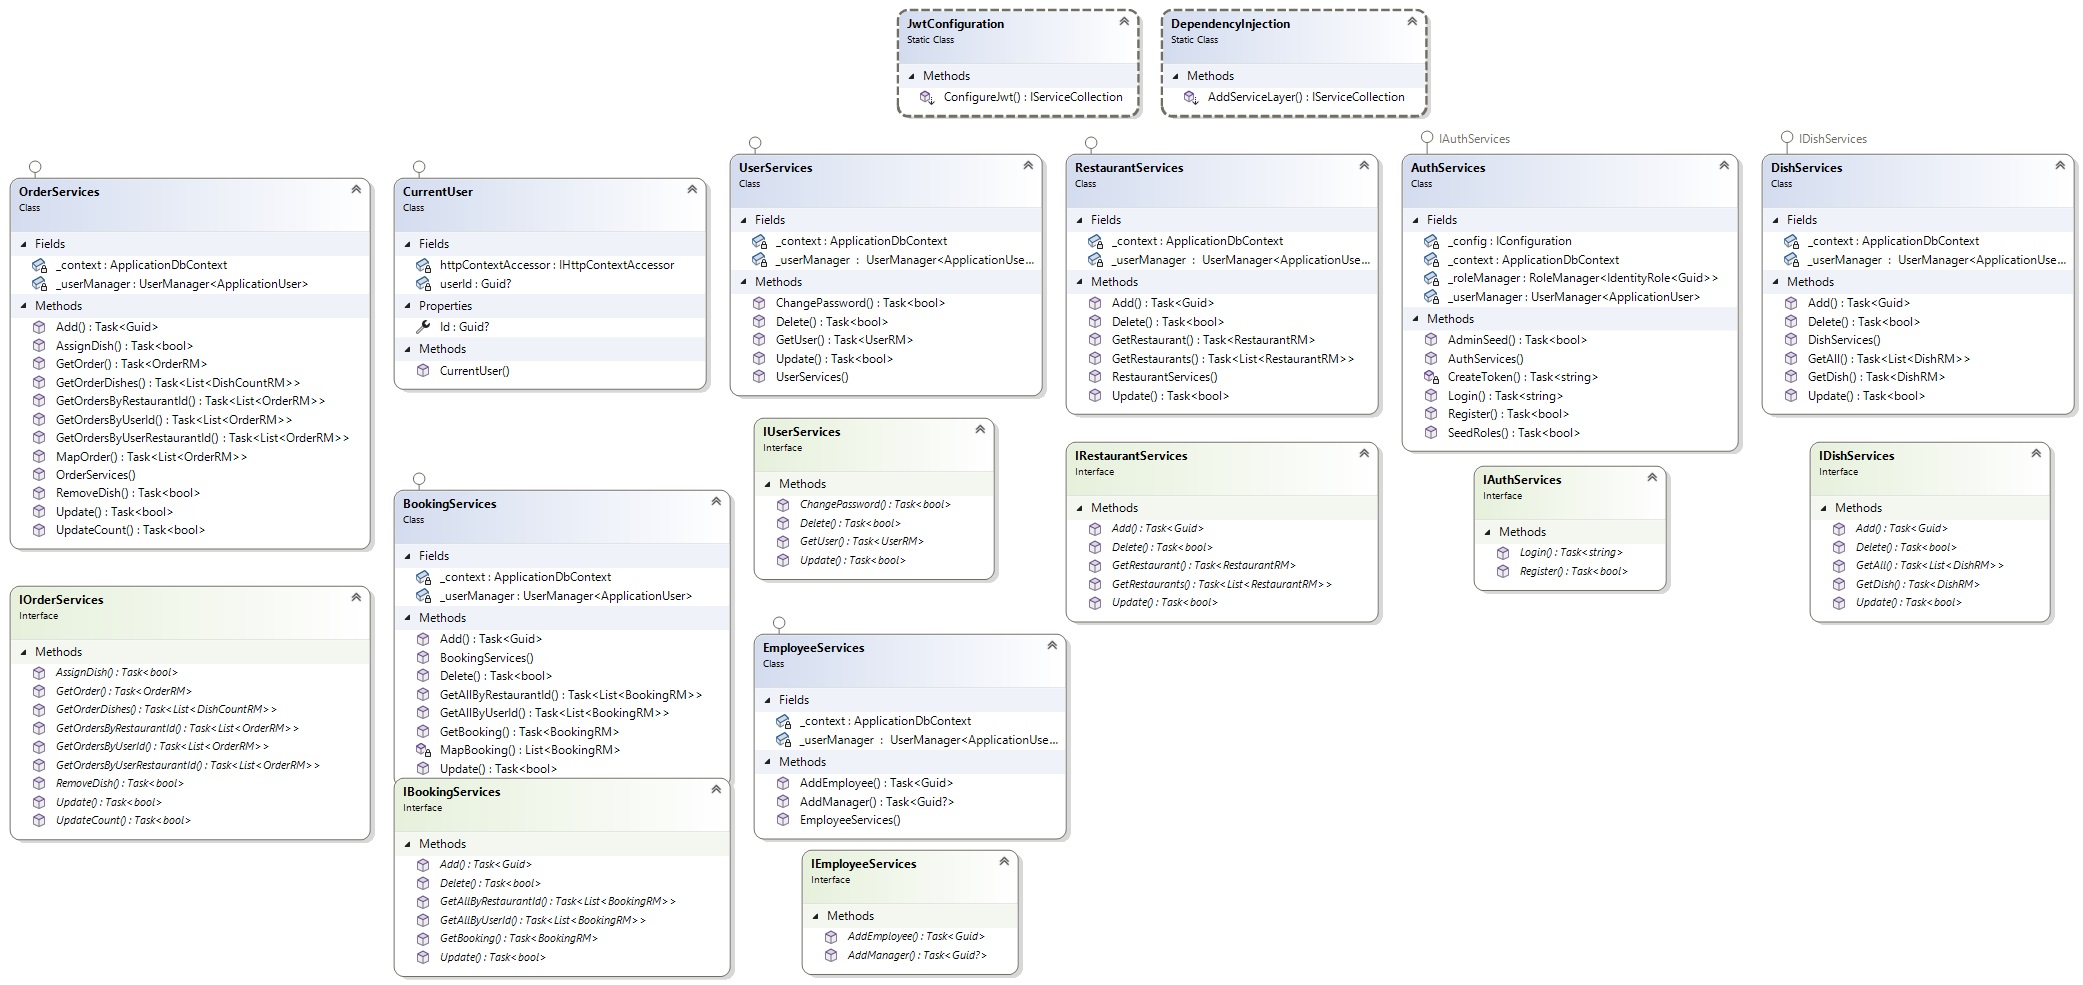 JwtConfiguration
Static Class
Methods
ConfigureJwt() : IServiceCollection
DependencyInjection
Static Class
Methods
AddServiceLayer() : IServiceCollection
OrderServices
Class
Fields
_context : ApplicationDbContext
_userManager : UserManager<ApplicationUser>
Methods
Add() : Task<Guid>
AssignDish() : Task<bool>
GetOrder() : Task<OrderRM>
GetOrderDishes() : Task<List<DishCountRM>>
GetOrdersByRestaurantId() : Task<List<OrderRM>>
GetOrdersByUserId() : Task<List<OrderRM>>
GetOrdersByUserRestaurantId() : Task<List<OrderRM>>
MapOrder() : Task<List<OrderRM>>
OrderServices()
RemoveDish() : Task<bool>
Update() : Task<bool>
UpdateCount() : Task<bool>
IOrderServices
Interface
Methods
AssignDish() : Task<bool>
GetOrder() : Task<OrderRM>
GetOrderDishes() : Task<List<DishCountRM>>
GetOrdersByRestaurantId() : Task<List<OrderRM>>
GetOrdersByUserId() : Task<List<OrderRM>>
GetOrdersByUserRestaurantId() : Task<List<OrderRM>>
RemoveDish() : Task<bool>
Update() : Task<bool>
UpdateCount() : Task<bool>
CurrentUser
Class
Fields
httpContextAccessor : IHttpContextAccessor
userId : Guid?
Properties
Id : Guid?
Methods
CurrentUser()
BookingServices
Class
Fields
_context : ApplicationDbContext
_userManager : UserManager<ApplicationUser>
Methods
Add() : Task<Guid>
BookingServices()
Delete() : Task<bool>
GetAllByRestaurantId() : Task<List<BookingRM>>
GetAllByUserId() : Task<List<BookingRM>>
GetBooking() : Task<BookingRM>
MapBooking() : List<BookingRM>
Update() : Task<bool>
IBookingServices
Interface
Methods
Add() : Task<Guid>
Delete() : Task<bool>
GetAllByRestaurantId() : Task<List<BookingRM>>
GetAllByUserId() : Task<List<BookingRM>>
GetBooking() : Task<BookingRM>
Update() : Task<bool>
UserServices
Class
Fields
_context : ApplicationDbContext
_userManager : UserManager<ApplicationUse...
Methods
ChangePassword() : Task<bool>
Delete() : Task<bool>
GetUser() : Task<UserRM>
Update() : Task<bool>
UserServices()
IUserServices
Interface
Methods
ChangePassword() : Task<bool>
Delete() : Task<bool>
GetUser() : Task<UserRM>
Update() : Task<bool>
EmployeeServices
Class
Fields
_context : ApplicationDbContext
_userManager : UserManager<ApplicationUse...
Methods
AddEmployee() : Task<Guid>
AddManager() : Task<Guid?>
EmployeeServices()
IEmployeeServices
Interface
Methods
AddEmployee() : Task<Guid>
AddManager() : Task<Guid?>
RestaurantServices
Class
Fields
_context : ApplicationDbContext
_userManager : UserManager<ApplicationUse...
Methods
Add() : Task<Guid>
Delete() : Task<bool>
GetRestaurant() : Task<RestaurantRM>
GetRestaurants() : Task<List<RestaurantRM>>
RestaurantServices()
Update() : Task<bool>
IRestaurantServices
Interface
Methods
Add() : Task<Guid>
Delete() : Task<bool>
GetRestaurant() : Task<RestaurantRM>
GetRestaurants() : Task<List<RestaurantRM>>
Update() : Task<bool>
IAuthServices
AuthServices
Class
Fields
_config : IConfiguration
_context : ApplicationDbContext
_roleManager : RoleManager<IdentityRole<Guid>>
_userManager : UserManager<ApplicationUser>
Methods
AdminSeed() : Task<bool>
AuthServices()
CreateToken() : Task<string>
Login() : Task<string>
Register() : Task<bool>
SeedRoles() : Task<bool>
IAuthServices
Interface
Methods
Login() : Task<string>
Register() : Task<bool>
IDishServices
DishServices
Class
Fields
_context : ApplicationDbContext
_userManager : UserManager<ApplicationUse...
Methods
Add() : Task<Guid>
Delete() : Task<bool>
DishServices()
GetAll() : Task<List<DishRM>>
GetDish() : Task<DishRM>
Update() : Task<bool>
IDishServices
Interface
Methods
Add() : Task<Guid>
Delete() : Task<bool>
GetAll() : Task<List<DishRM>>
GetDish() : Task<DishRM>
Update() : Task<bool>